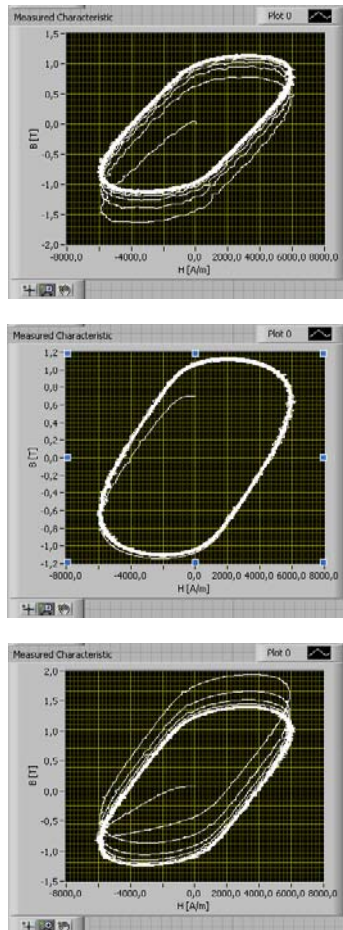 Measured Characteristic Plot 0
1,5-
1,0-
0,5-
0,0-
-0,5-
-1,0-
-1,5-
-2,0-
B [T]
-8000,0 -4000,0 0,0 2000,0 4000,0 6000,0 8000,0
H [A/m]
Measured Characteristic Plot 0
1,2-
1,0-
0,8-
0,6-
0,4-
0,2-
0,0-
-0,2-
-0,4-
-0,6-
-0,8-
-1,0-
-1,2-
B [T]
-8000,0 -4000,0 0,0 2000,0 4000,0 6000,0 8000,0
H [A/m]
Measured Characteristic Plot 0
2,0-
1,5-
1,0-
0,5-
0,0-
-0,5-
-1,0-
-1,5-
B [T]
-8000,0 -4000,0 0,0 2000,0 4000,0 6000,0 8000,0
H [A/m]